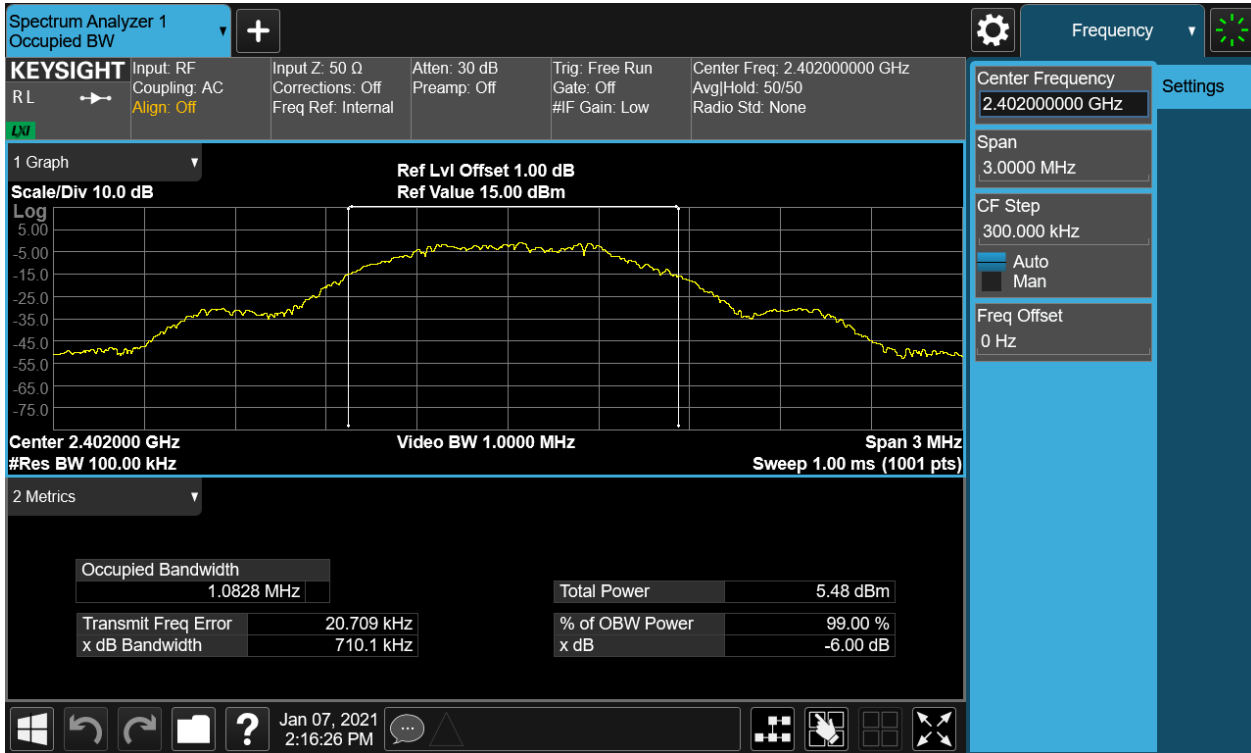 Spectrum Analyzer 1
Occupied BW
+
Frequency
KEYSIGHT
R L
LXI
Input: RF
Coupling: AC
Align: Off
Input Z: 50 Ω
Corrections: Off
Freq Ref: Internal
Atten: 30 dB
Preamp: Off
Trig: Free Run
Gate: Off
#IF Gain: Low
Center Freq: 2.402000000 GHz
Avg|Hold: 50/50
Radio Std: None
Center Frequency
2.402000000 GHz
Settings
Span
3.0000 MHz
CF Step
300.000 kHz
Auto
Man
Freq Offset
0 Hz
1 Graph
Scale/Div 10.0 dB
Ref Lvl Offset 1.00 dB
Ref Value 15.00 dBm
Log
5.00
-5.00
-15.0
-25.0
-35.0
-45.0
-55.0
-65.0
-75.0
Center 2.402000 GHz
#Res BW 100.00 kHz
Video BW 1.0000 MHz
Span 3 MHz
Sweep 1.00 ms (1001 pts)
2 Metrics
Occupied Bandwidth
1.0828 MHz
Transmit Freq Error 20.709 kHz
x dB Bandwidth 710.1 kHz
Total Power 5.48 dBm
% of OBW Power 99.00 %
x dB -6.00 dB
?
Jan 07, 2021
2:16:26 PM